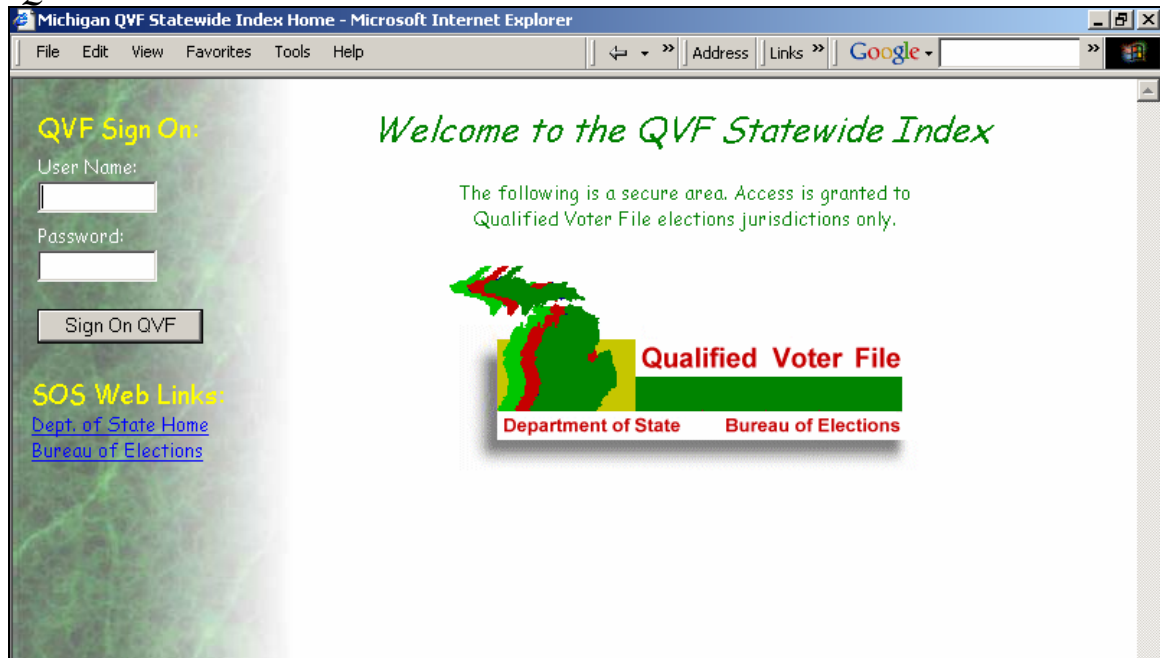 Michigan QVF Statewide Index Home - Microsoft Internet Explorer
File Edit View Favorites Tools Help » Address Links » Google »
QVF Sign On:
User Name:
Password:
Sign On QVF
SOS Web Links:
Dept. of State Home
Bureau of Elections
Welcome to the QVF Statewide Index
The following is a secure area. Access is granted to
Qualified Voter File elections jurisdictions only.
Qualified Voter File
Department of State Bureau of Elections